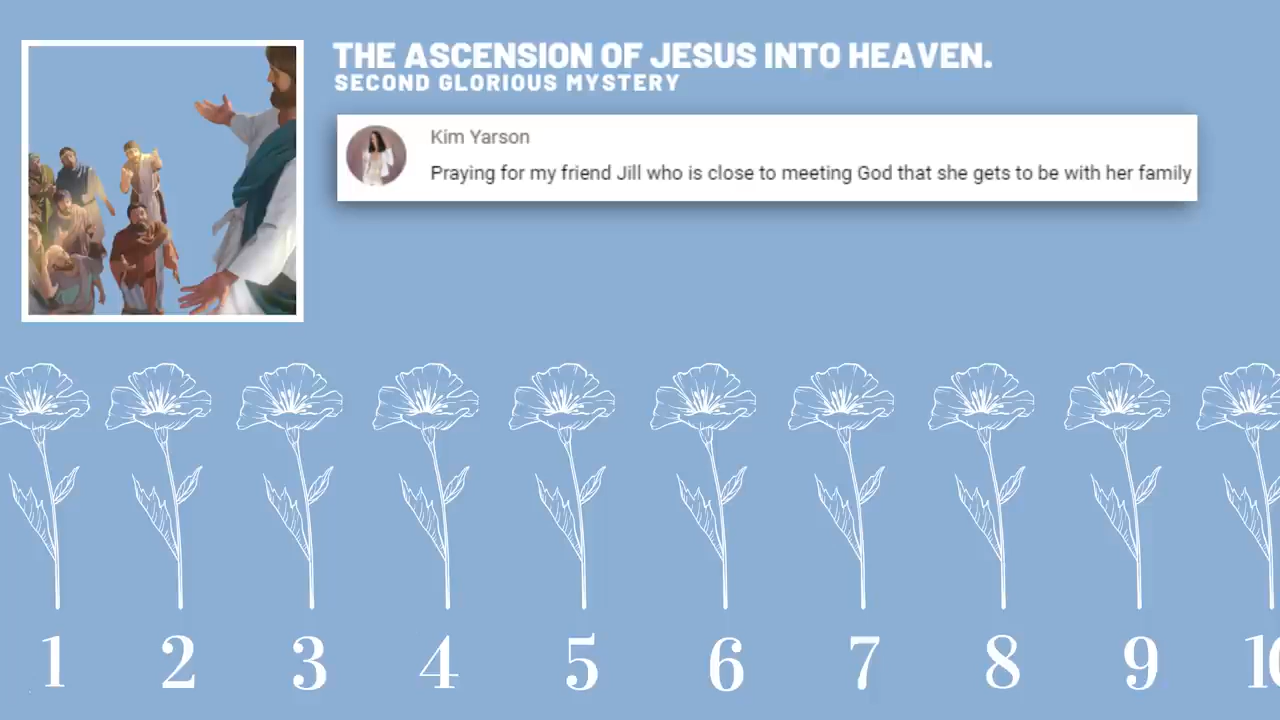 THE ASCENSION OF JESUS INTO HEAVEN.
SECOND GLORIOUS MYSTERY
Kim Yarson
Praying for my friend Jill who is close to meeting God that she gets to be with her family
1 2 3 4 5 6 7 8 9 10